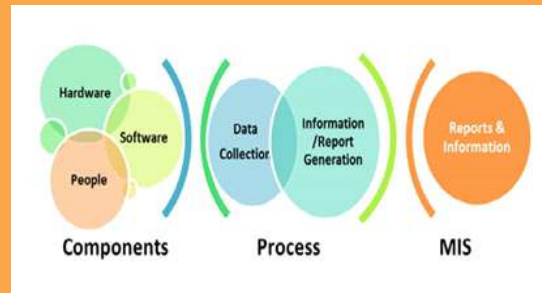 Hardware
Software
People
Data
Collection
Information
/Report
Generation
Reports &
Information
Components
Process
MIS